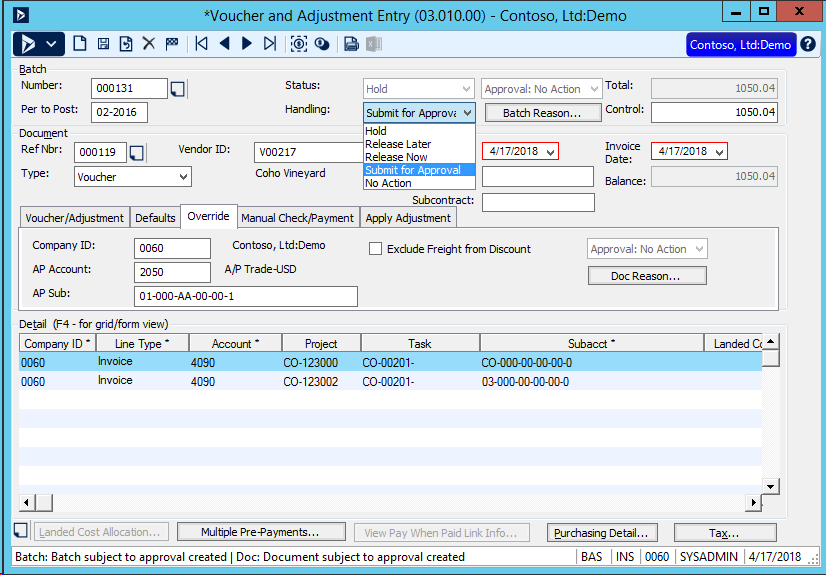 *Voucher and Adjustment Entry (03.010.00) - Contoso, Ltd:Demo
Contoso, Ltd:Demo
Batch
Number: 000131 Status: Hold Approval: No Action Total: 1050.04
Per to Post: 02-2016 Handling: Submit for Approva Batch Reason... Control: 1050.04
Hold
Release Later
Release Now
Submit for Approval
No Action
Document
Ref Nbr: 000119 Vendor ID: V00217 4/17/2018 Invoice Date: 4/17/2018
Type: Voucher Coho Vineyard Balance: 1050.04
Subcontract:
Voucher/Adjustment Defaults Override Manual Check/Payment Apply Adjustment
Company ID: 0060 Contoso, Ltd:Demo Exclude Freight from Discount Approval: No Action
AP Account: 2050 A/P Trade-USD Doc Reason...
AP Sub: 01-000-AA-00-00-1
Detail (F4 - for grid/form view)
Company ID * Line Type * Account * Project Task Subacct * Landed Co
0060 Invoice 4090 CO-123000 CO-00201- CO-000-00-00-00-0
0060 Invoice 4090 CO-123002 CO-00201- 03-000-00-00-00-0
Landed Cost Allocation... Multiple Pre-Payments... View Pay When Paid Link Info... Purchasing Detail... Tax...
Batch: Batch subject to approval created | Doc: Document subject to approval created BAS INS 0060 SYSADMIN 4/17/2018